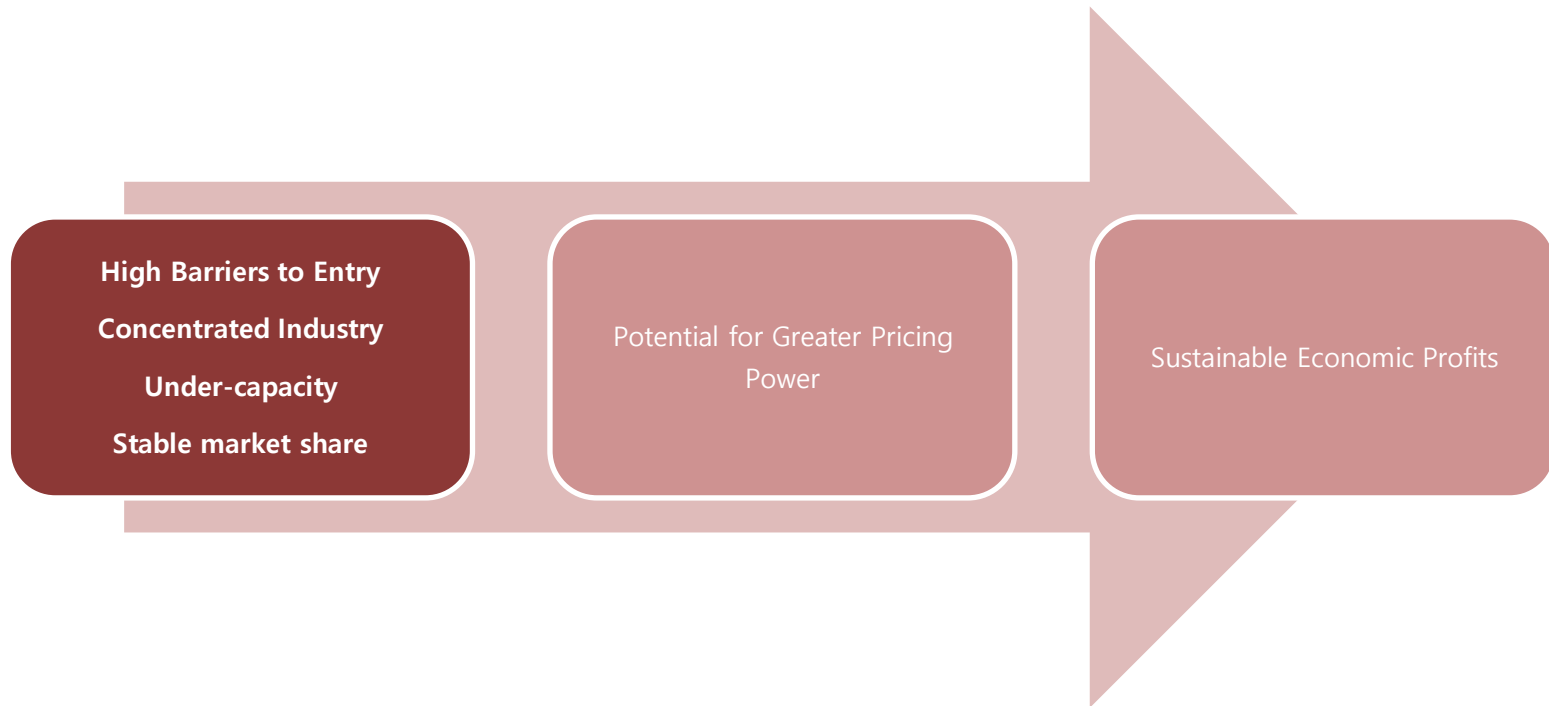 High Barriers to Entry
Concentrated Industry
Under-capacity
Stable market share
Potential for Greater Pricing
Power
Sustainable Economic Profits